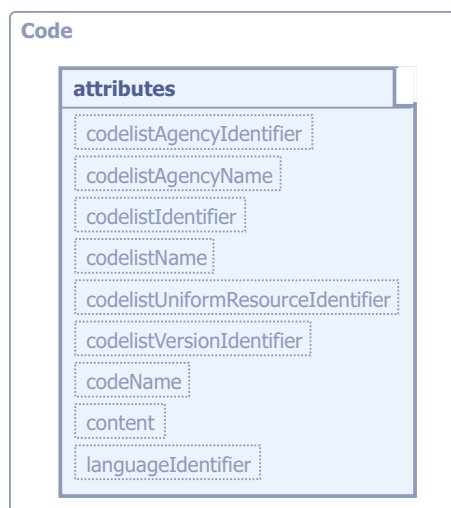 Code
attributes
codelistAgencyIdentifier
codelistAgencyName
codelistIdentifier
codelistName
codelistUniformResourceIdentifier
codelistVersionIdentifier
codeName
content
languageIdentifier